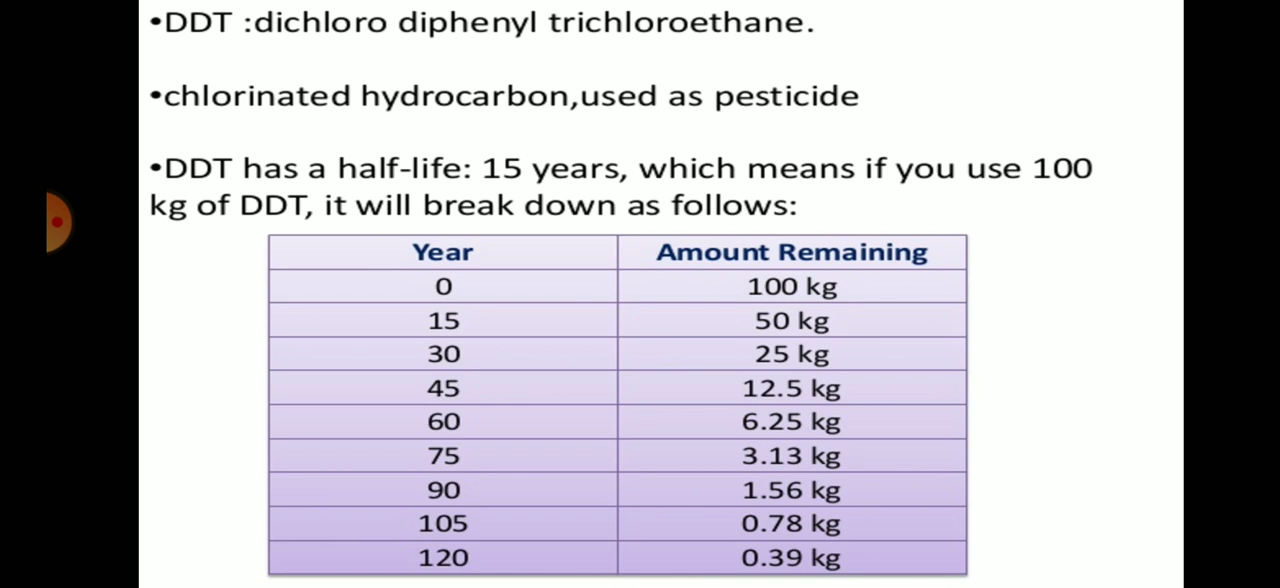 •DDT :dichloro diphenyl trichloroethane.
•chlorinated hydrocarbon,used as pesticide
•DDT has a half-life: 15 years, which means if you use 100
kg of DDT, it will break down as follows:
Year Amount Remaining
0 100 kg
15 50 kg
30 25 kg
45 12.5 kg
60 6.25 kg
75 3.13 kg
90 1.56 kg
105 0.78 kg
120 0.39 kg